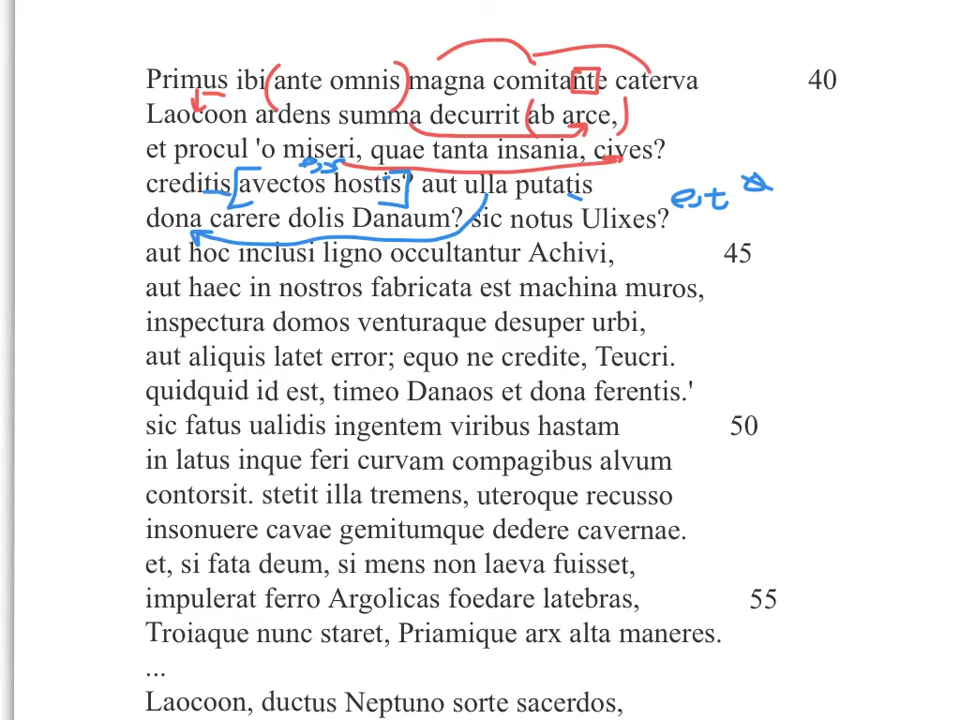 Primus ibi (ante omnis) magna comitante caterva 40
Laocoon ardens summa decurrit (ab arce,)
et procul 'o miseri, quae tanta insania, cives?
esse
creditis [avectos hostis?] aut ulla putatis
est
dona carere dolis Danaum? sic notus Ulixes?
aut hoc inclusi ligno occultantur Achivi, 45
aut haec in nostros fabricata est machina muros,
inspectura domos venturaque desuper urbi,
aut aliquis latet error; equo ne credite, Teucri.
quidquid id est, timeo Danaos et dona ferentis.'
sic fatus ualidis ingentem viribus hastam 50
in latus inque feri curvam compagibus alvum
contorsit. stetit illa tremens, uteroque recusso
insonuere cavae gemitumque dedere cavernae.
et, si fata deum, si mens non laeva fuisset,
impulerat ferro Argolicas foedare latebras, 55
Troiaque nunc staret, Priamique arx alta maneres.
...
Laocoon, ductus Neptuno sorte sacerdos,